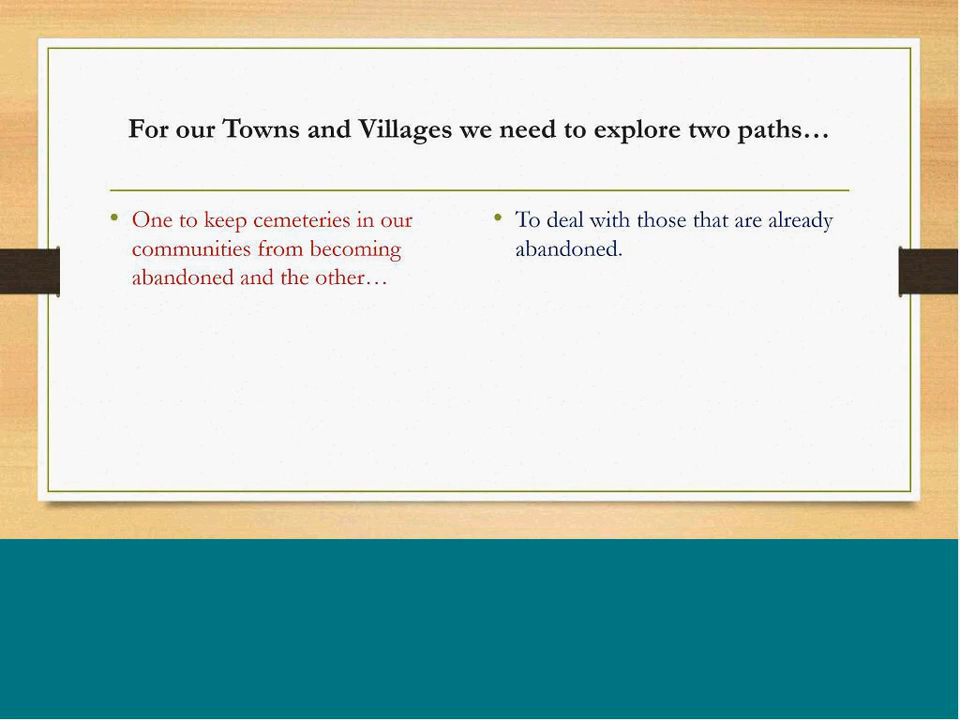 For our Towns and Villages we need to explore two paths…
• One to keep cemeteries in our
communities from becoming
abandoned and the other…
• To deal with those that are already
abandoned.